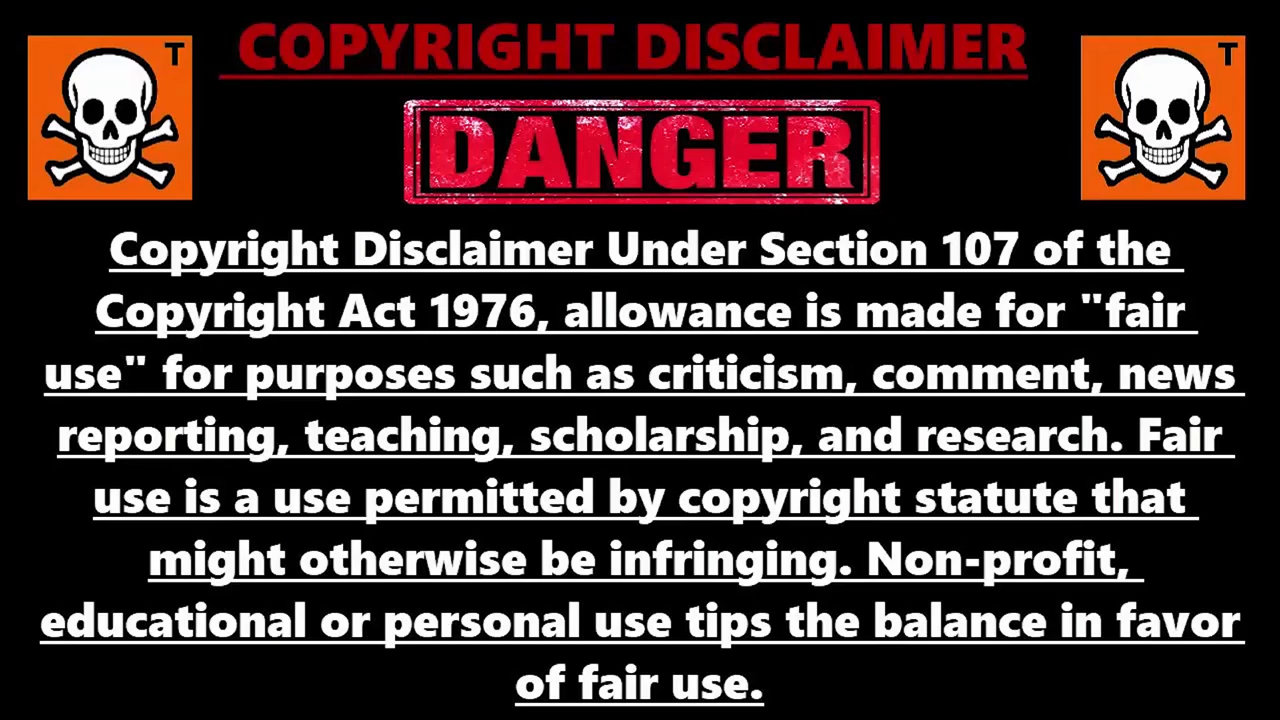 T
COPYRIGHT DISCLAIMER
T
DANGER
Copyright Disclaimer Under Section 107 of the
Copyright Act 1976, allowance is made for "fair
use" for purposes such as criticism, comment, news
reporting, teaching, scholarship, and research. Fair
use is a use permitted by copyright statute that
might otherwise be infringing. Non-profit,
educational or personal use tips the balance in favor
of fair use.